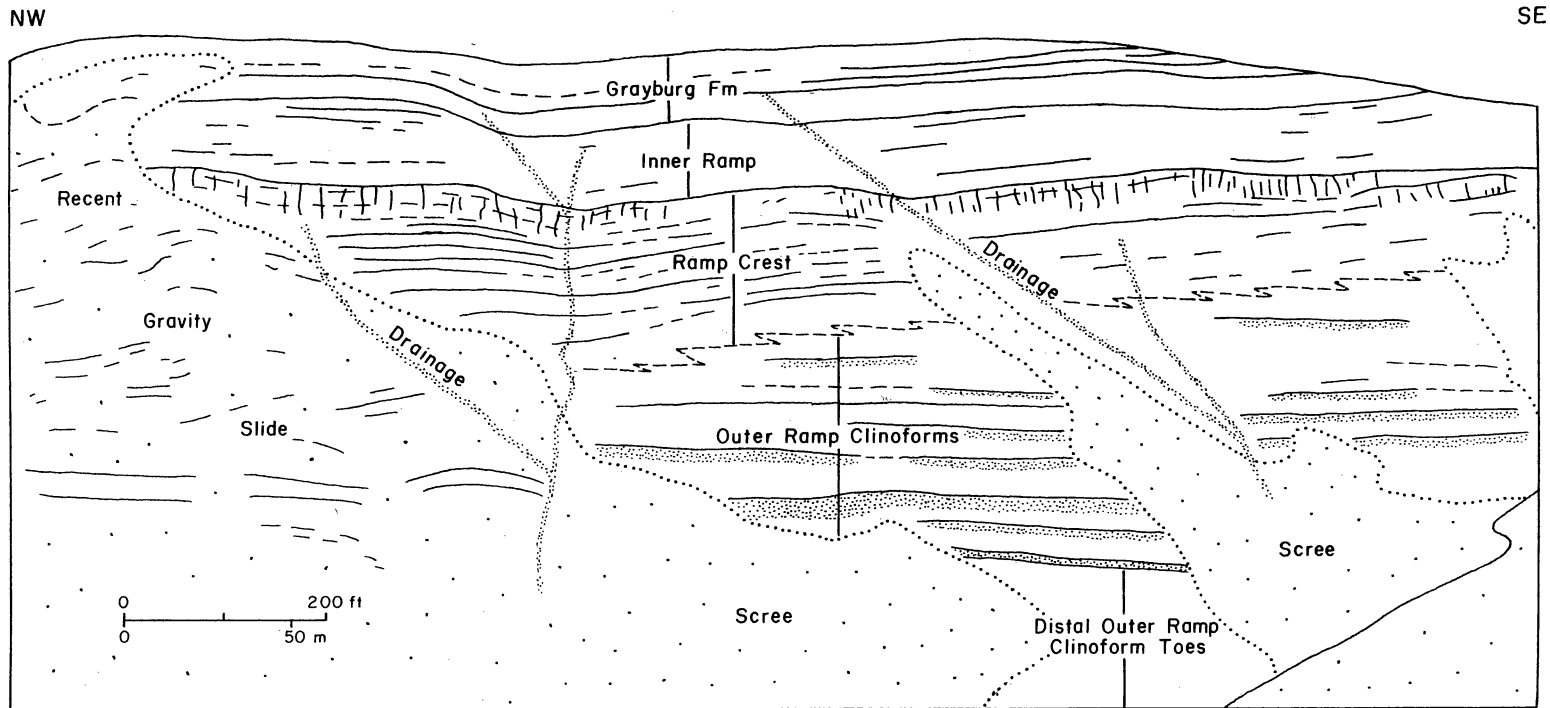 NW
SE
Grayburg Fm
Inner Ramp
Recent
Ramp Crest
Drainage
Gravity
Drainage
Slide
Outer Ramp Clinoforms
Scree
0 200 ft
0 50 m
Scree
Distal Outer Ramp
Clinoform Toes